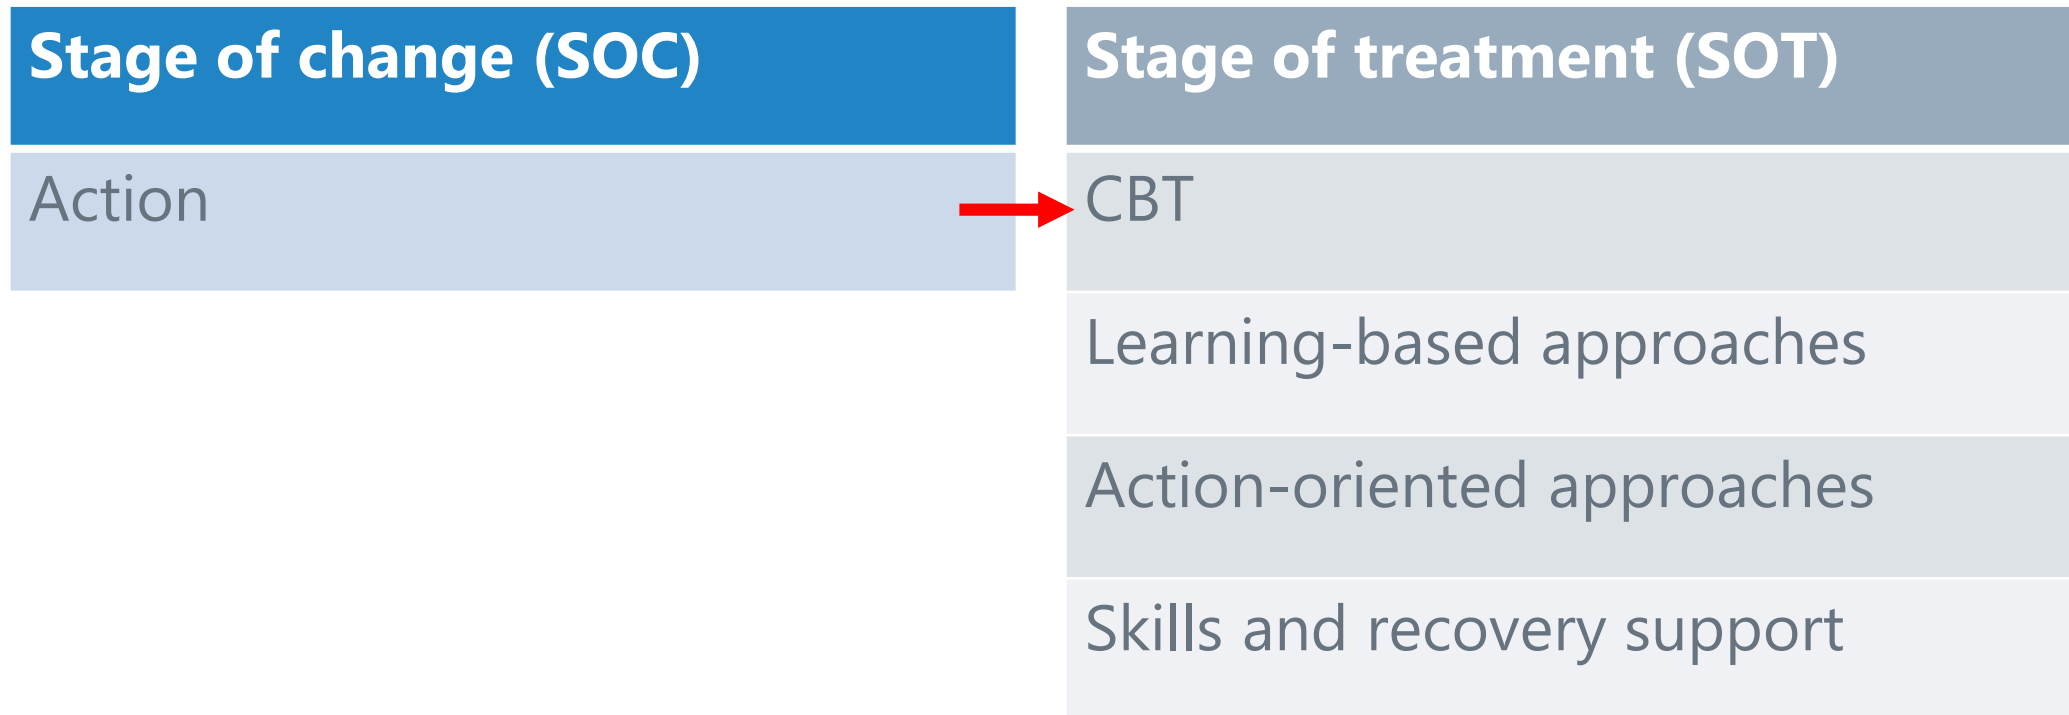 Stage of change (SOC)
Stage of treatment (SOT)
Action
CBT
Learning-based approaches
Action-oriented approaches
Skills and recovery support